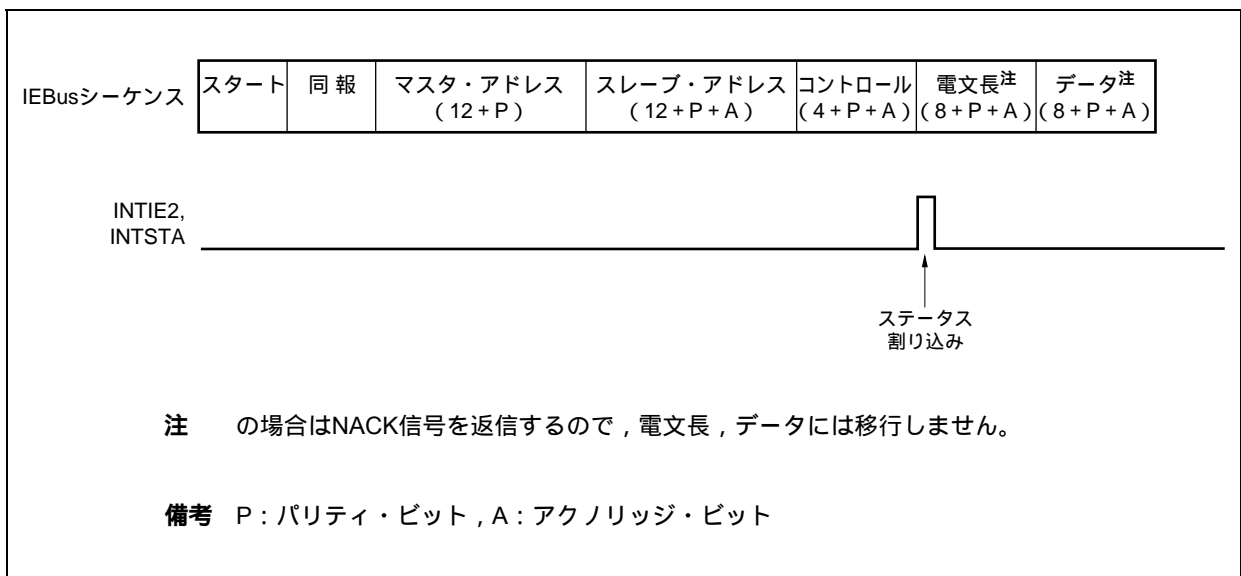 IEBusシーケンス
スタート
同 報
マスタ・アドレス
(12+P)
スレーブ・アドレス
(12+P+A)
コントロール
(4+P+A)
電文長注
(8+P+A)
データ注
(8+P+A)
INTIE2,
INTSTA
ステータス
割り込み
注 の場合はNACK信号を返信するので,電文長,データには移行しません。
備考 P:パリティ・ビット,A:アクノリッジ・ビット